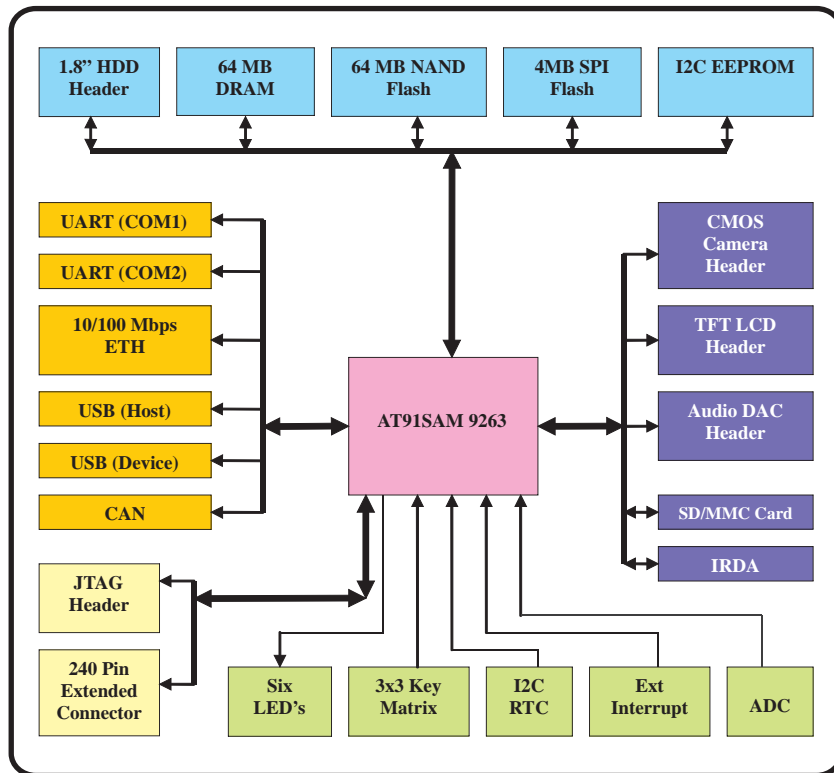 1.8” HDD
Header
64 MB
DRAM
64 MB NAND
Flash
4MB SPI
Flash
I2C EEPROM
UART (COM1)
UART (COM2)
10/100 Mbps
ETH
USB (Host)
USB (Device)
CAN
AT91SAM 9263
CMOS
Camera
Header
TFT LCD
Header
Audio DAC
Header
SD/MMC Card
IRDA
JTAG
Header
240 Pin
Extended
Connector
Six
LED's
3x3 Key
Matrix
I2C
RTC
Ext
Interrupt
ADC